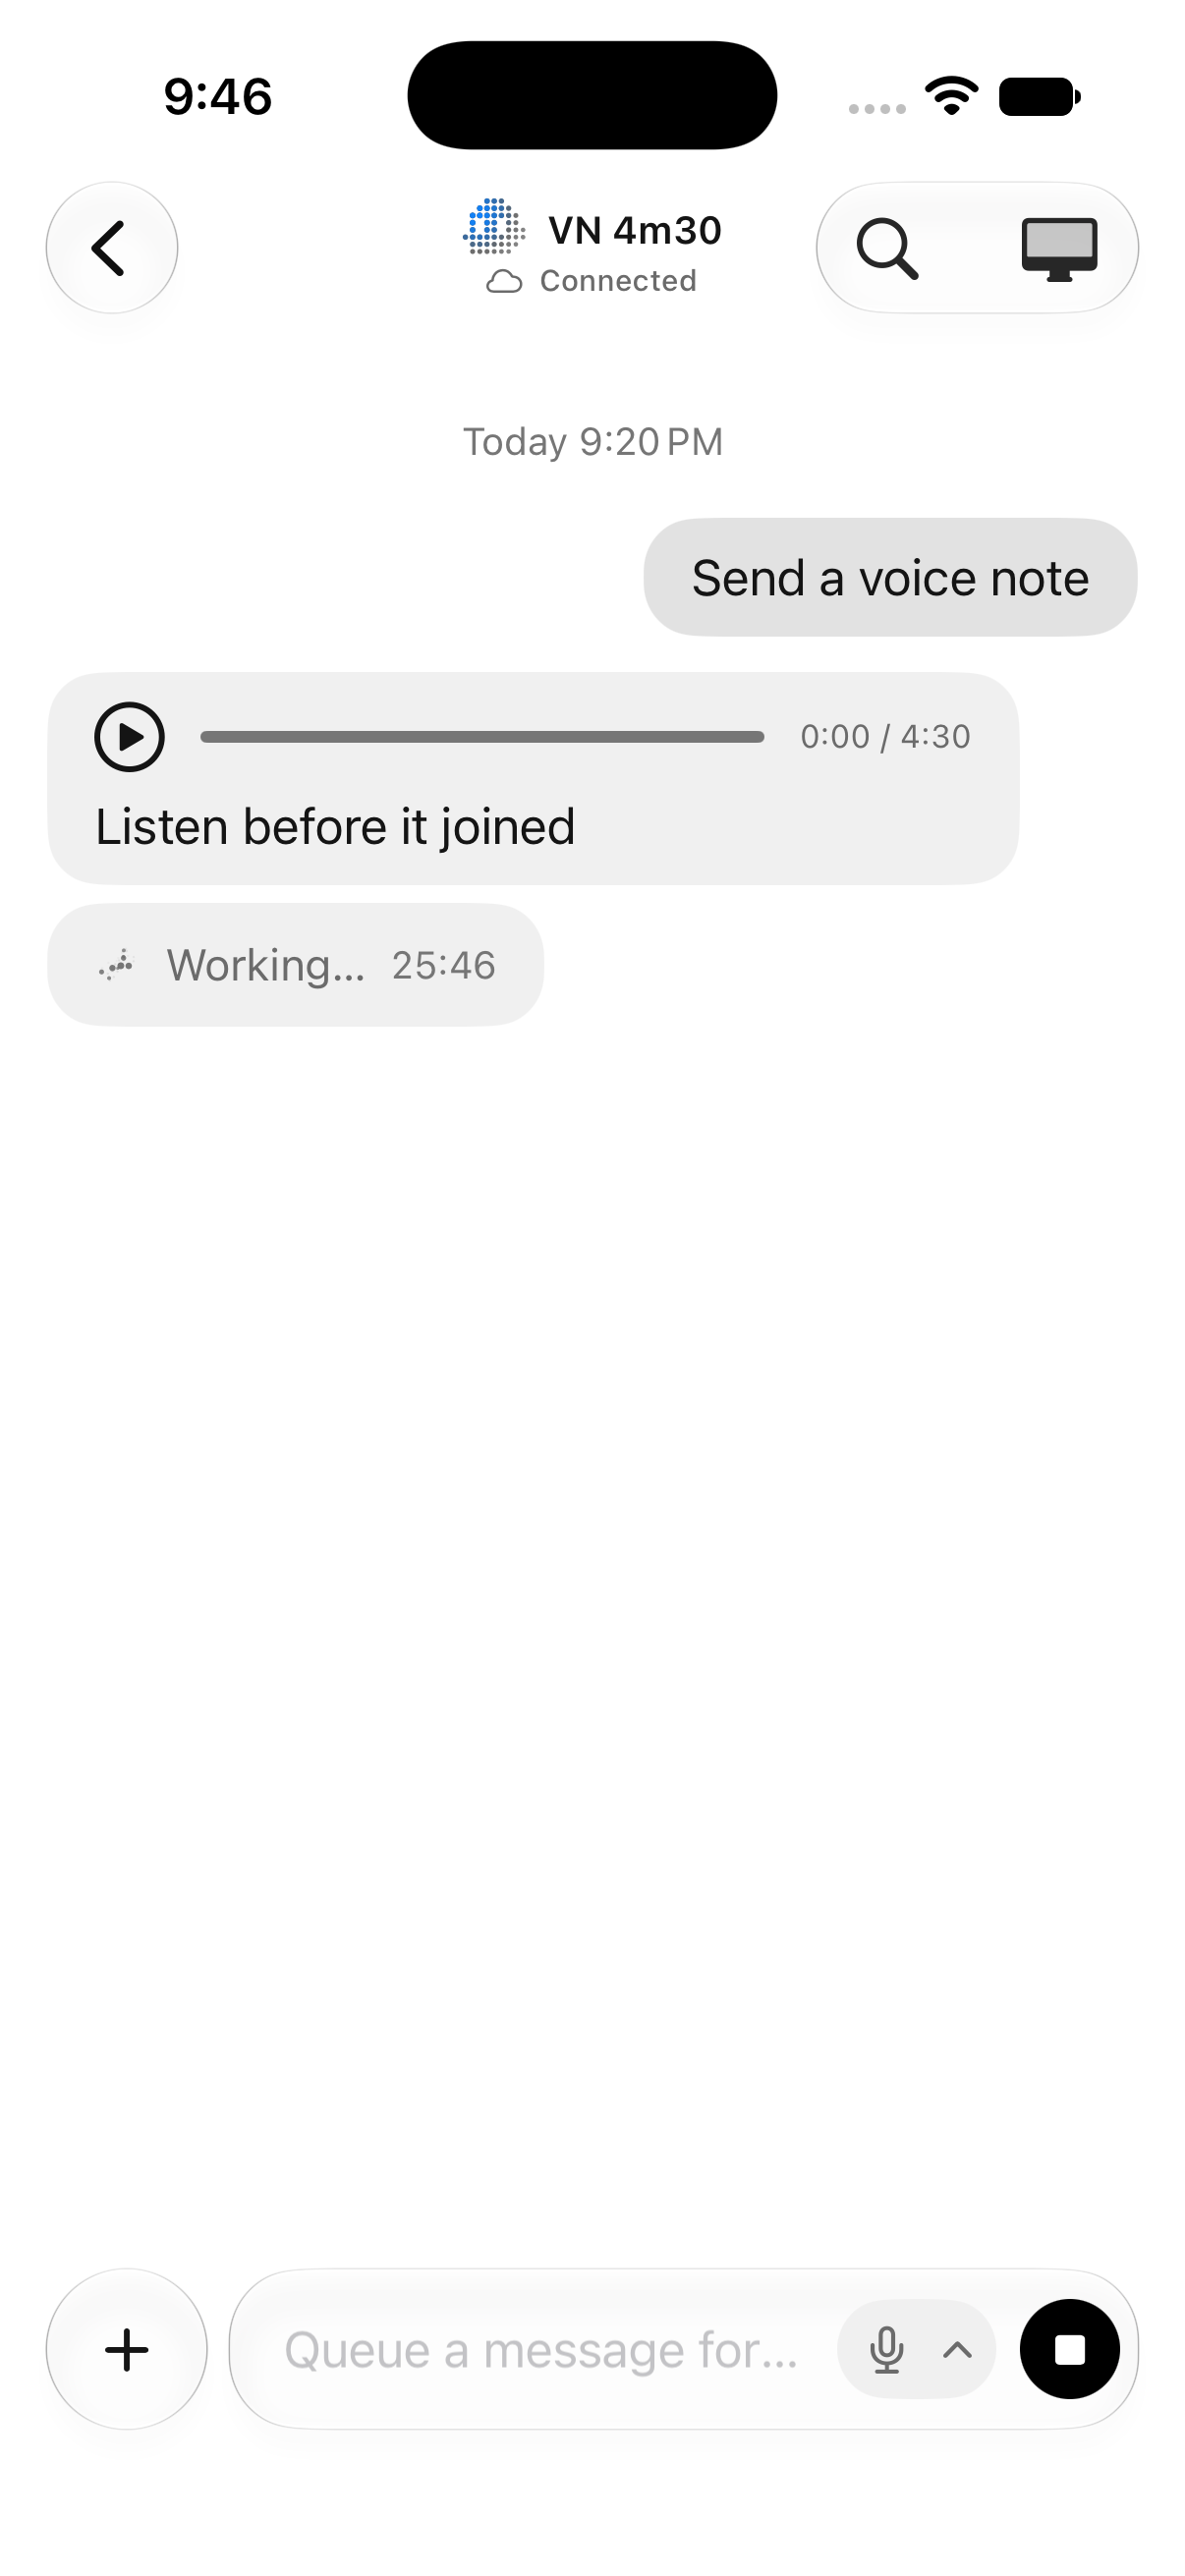 9:46
VN 4m30
Connected
Today 9:20 PM
Send a voice note
0:00 / 4:30
Listen before it joined
Working... 25:46
Queue a message for...